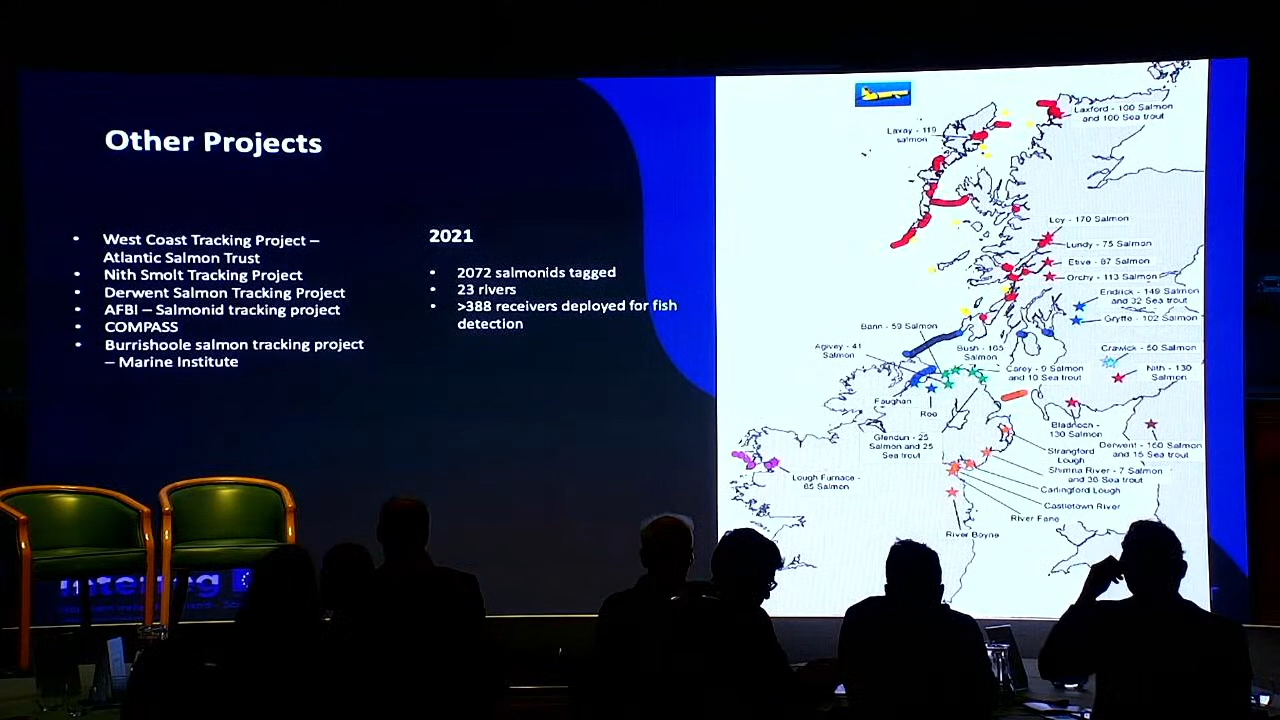 Other Projects
• West Coast Tracking Project –
Atlantic Salmon Trust
• Nith Smolt Tracking Project
• Derwent Salmon Tracking Project
• AFBI – Salmonid tracking project
• COMPASS
• Burrishoole salmon tracking project
– Marine Institute
2021
• 2072 salmonids tagged
• 23 rivers
• >388 receivers deployed for fish
detection
Laxford - 100 Salmon
and 100 Sea trout
Laxay - 119
salmon
Loy - 170 Salmon
Lundy - 75 Salmon
Etive - 87 Salmon
Orchy - 113 Salmon
Endrick - 149 Salmon
and 32 Sea trout
Gryffe - 102 Salmon
Bann - 59 Salmon
Agivey - 41
Salmon
Bush - 165
Salmon
Crawick - 50 Salmon
Carey - 9 Salmon
and 10 Sea trout
Nith - 130
Salmon
Faughan
Roe
Bladnoch -
130 Salmon
Glendun - 25
Salmon and 25
Sea trout
Derwent - 160 Salmon
and 15 Sea trout
Strangford
Lough
Shimna River - 7 Salmon
and 38 Sea trout
Lough Furnace -
65 Salmon
Carlingford Lough
Castletown River
River Fane
River Boyne
Interreg